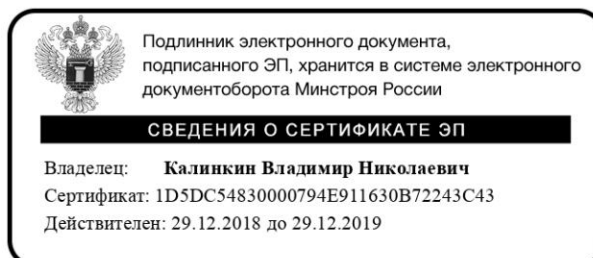 Подлинник электронного документа,
подписанного ЭП, хранится в системе электронного
документоборота Минстроя России
СВЕДЕНИЯ О СЕРТИФИКАТЕ ЭП
Владелец: Калинкин Владимир Николаевич
Сертификат: 1D5DC54830000794E911630B72243C43
Действителен: 29.12.2018 до 29.12.2019